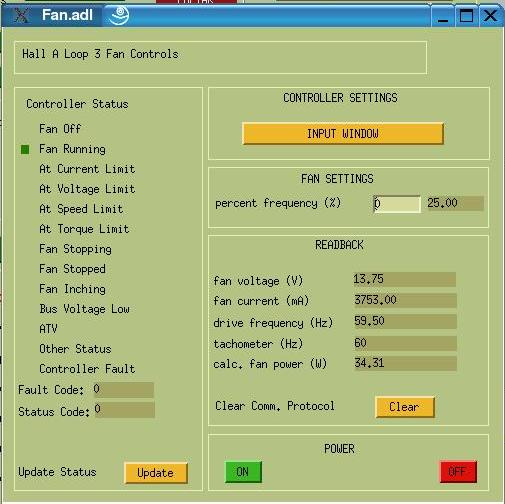 Fan.adl
Hall A Loop 3 Fan Controls
Controller Status
Fan Off
Fan Running
At Current Limit
At Voltage Limit
At Speed Limit
At Torque Limit
Fan Stopping
Fan Stopped
Fan Inching
Bus Voltage Low
ATV
Other Status
Controller Fault
Fault Code: 0
Status Code: 0
Update Status Update
CONTROLLER SETTINGS
INPUT WINDOW
FAN SETTINGS
percent frequency (%) 0 25.00
READBACK
fan voltage (V) 13.75
fan current (mA) 3753.00
drive frequency (Hz) 59.50
tachometer (Hz) 60
calc. fan power (W) 34.31
Clear Comm. Protocol Clear
POWER
ON OFF